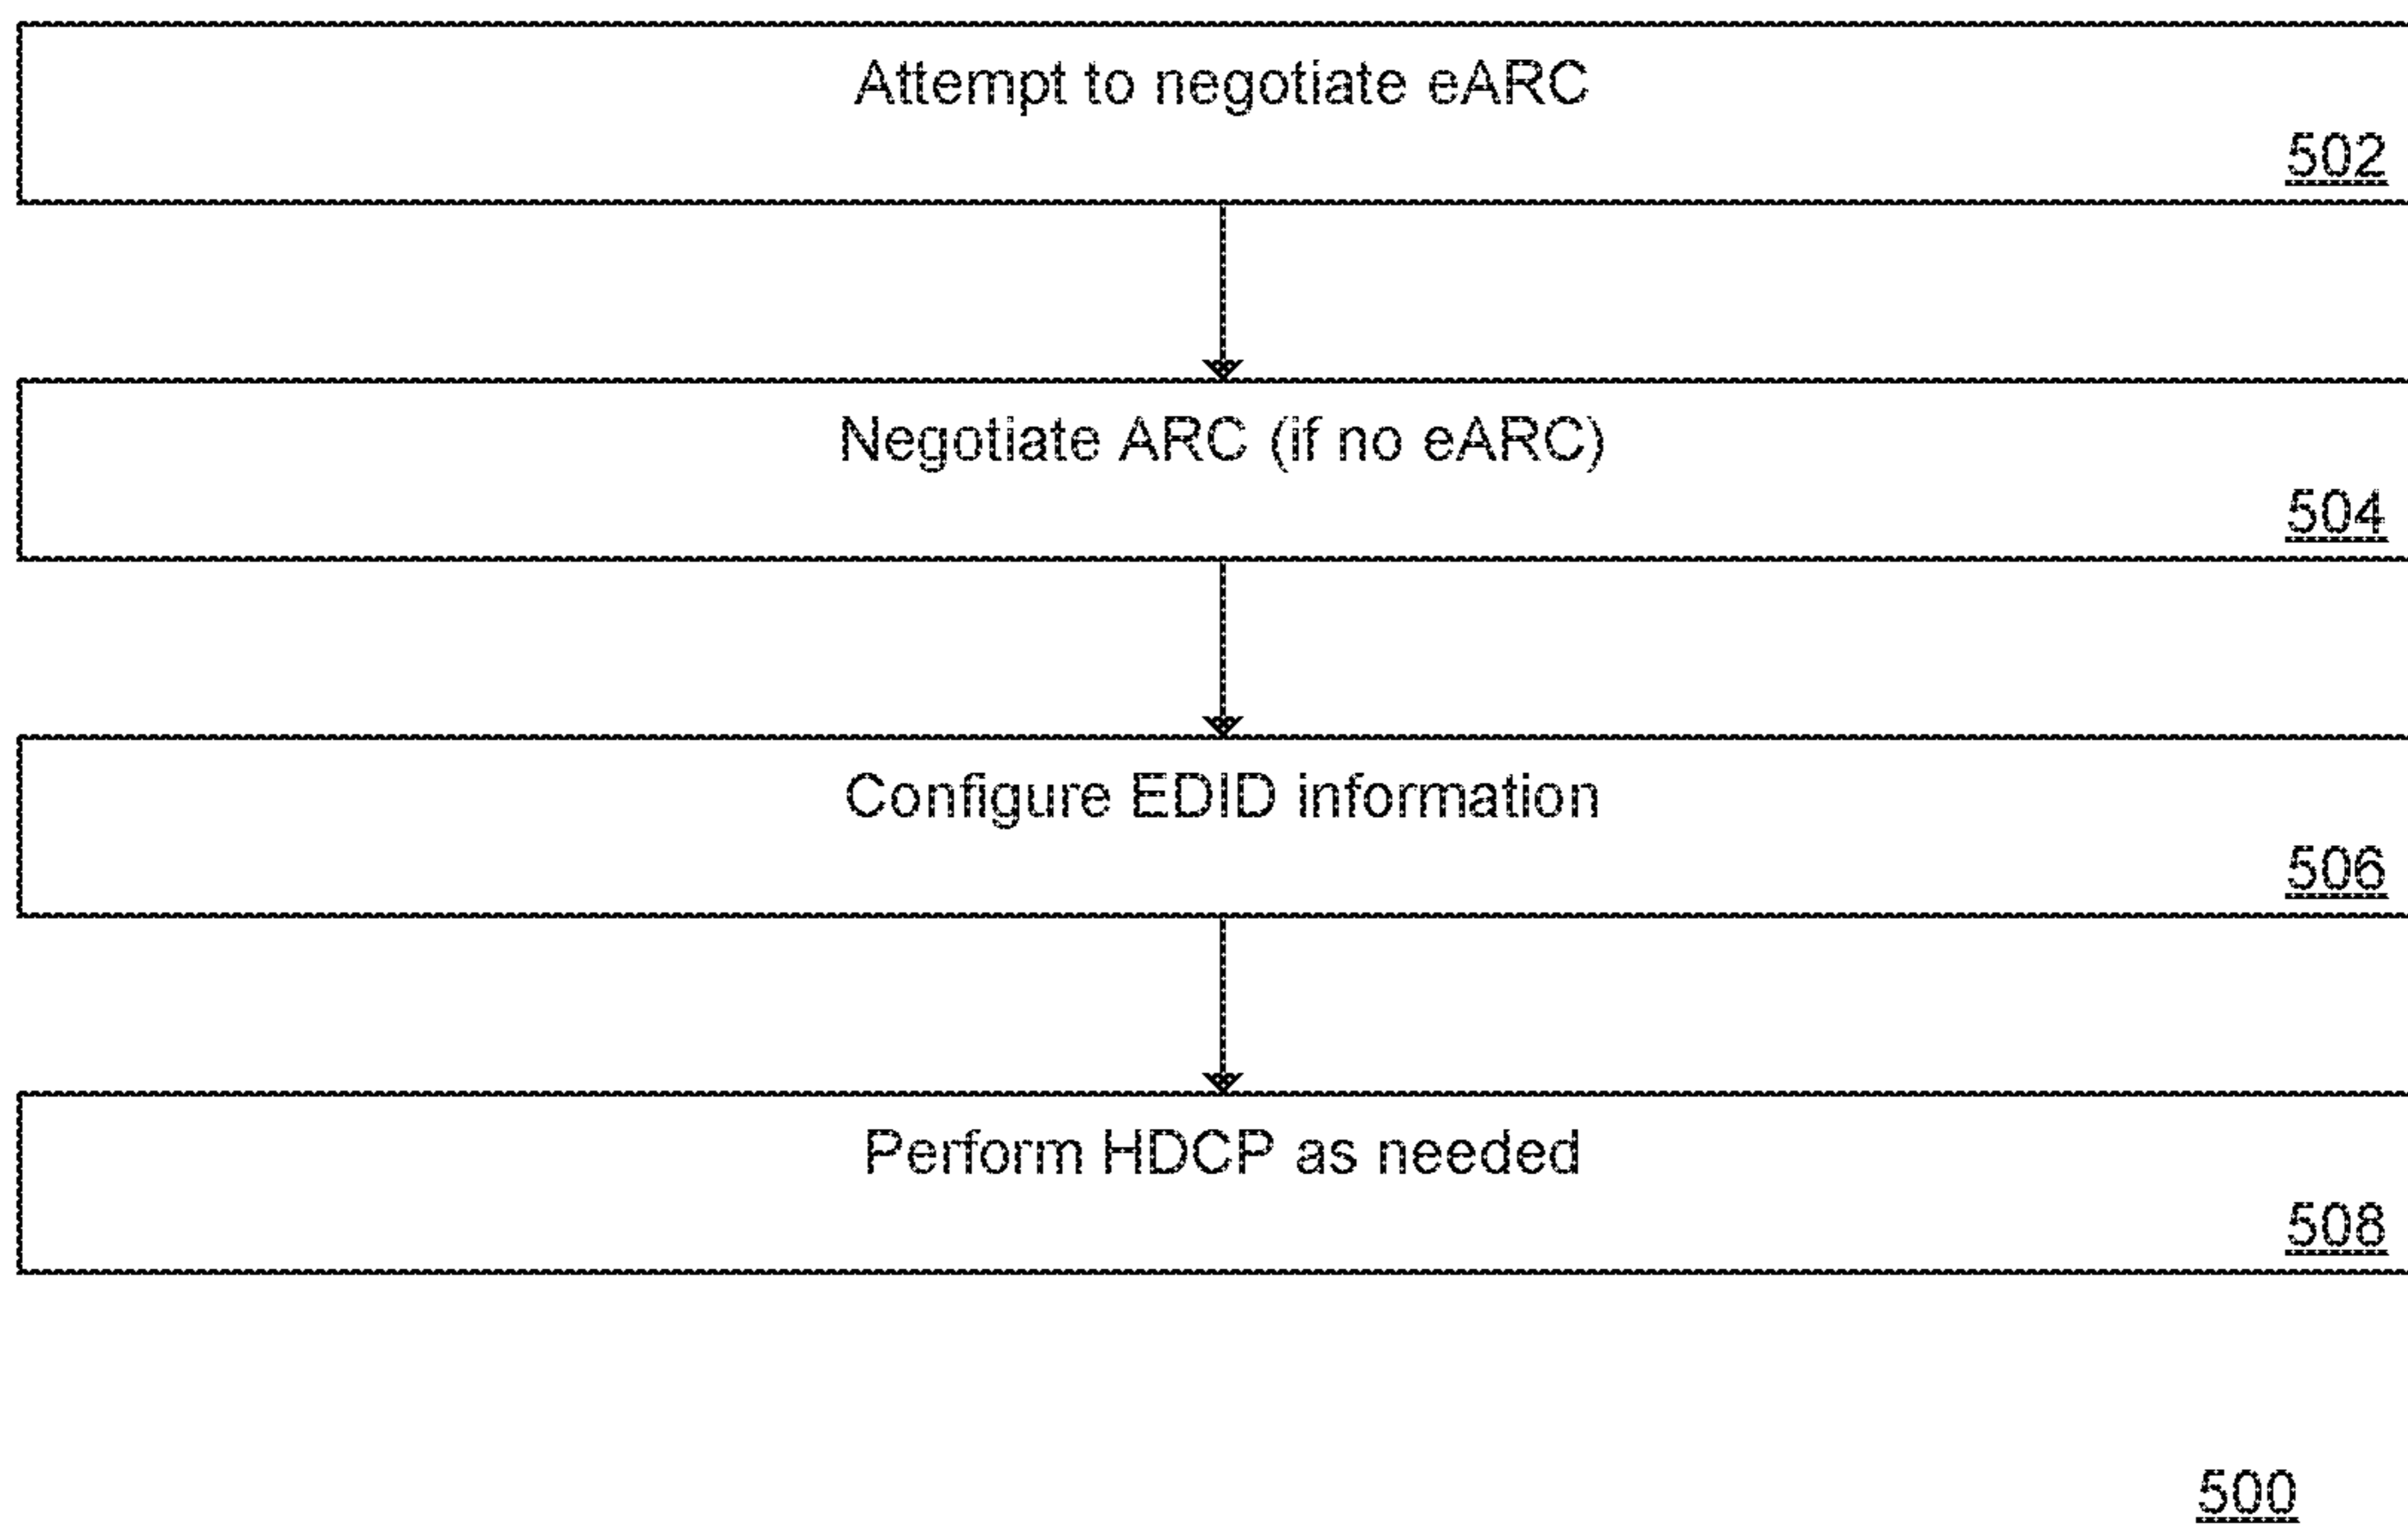 Attempt to negotiate eARC
502
Negotiate ARC (if no eARC)
504
Configure EDID information
506
Perform HDCP as needed
508
500